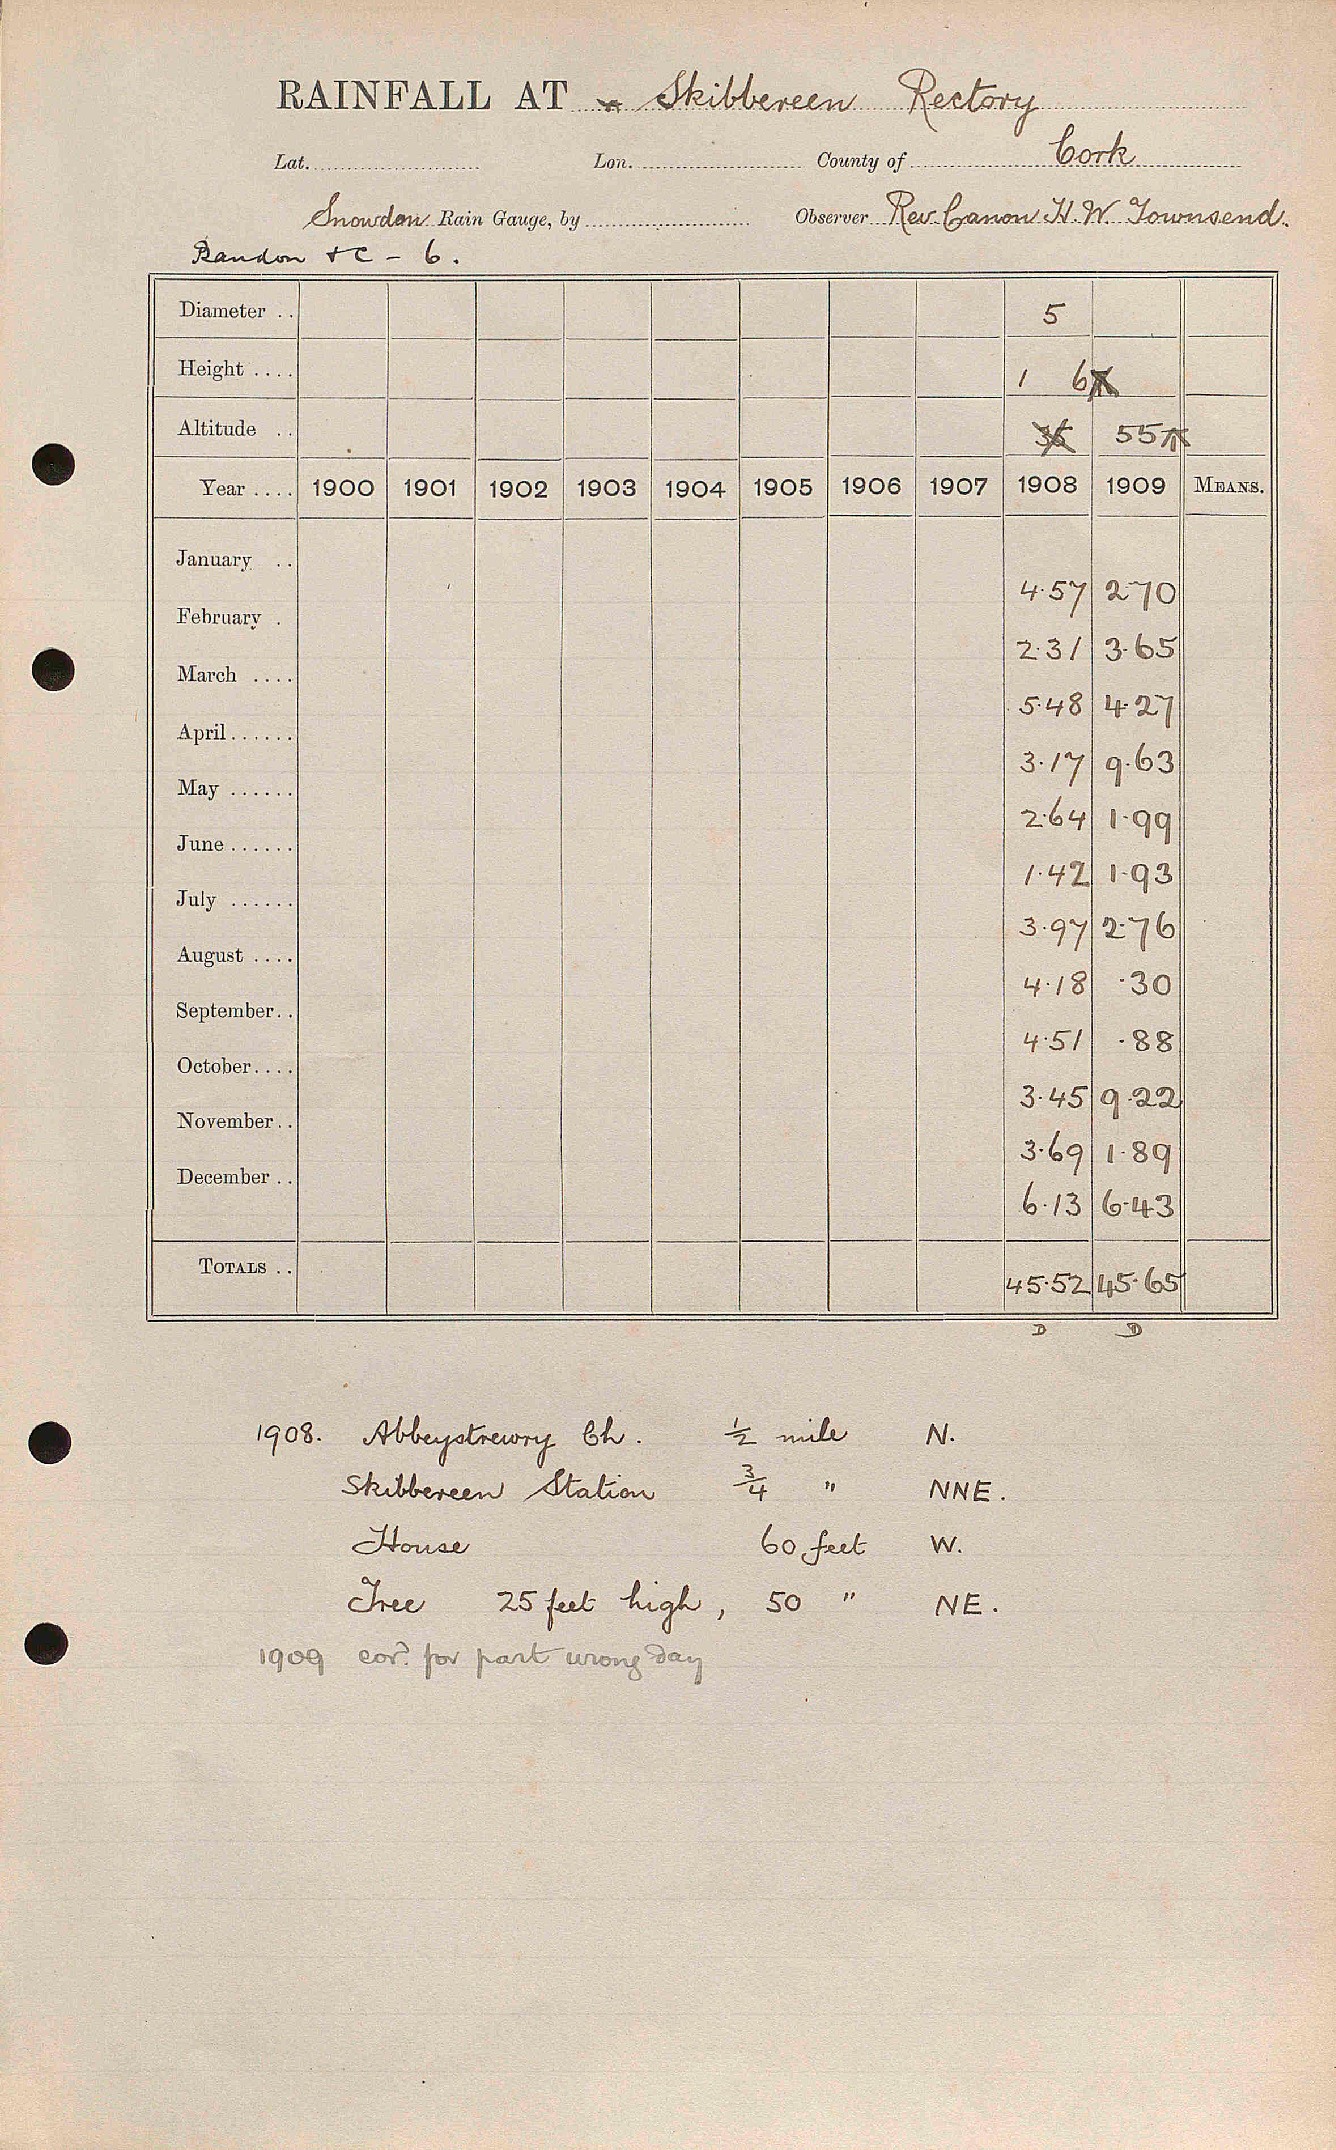 RAINFALL AT Skibbereen Rectory
Lat. Lon. County of Cork
Snowdon Rain Gauge, by Observer Rev. Canon H. W. Townsend.
Bandon &C - 6.
Diameter .. 5
Height .... 1 6
Altitude .. 36 55
Year .... 1900 1901 1902 1903 1904 1905 1906 1907 1908 1909 MEANS.
January .. 4.57 2.70
February . 2.31 3.65
March .... 5.48 4.27
April...... 3.17 9.63
May ...... 2.64 1.99
June...... 1.42 1.93
July ...... 3.97 2.76
August .... 4.18 .30
September.. 4.51 .88
October.... 3.45 9.22
November.. 3.69 1.89
December .. 6.13 6.43
TOTALS .. 45.52 45.65
D D
1908. Abbeystrewry Ch. ½ mile N.
Skibbereen Station ¾ " NNE.
House 60 feet W.
Tree 25 feet high, 50 " NE.
1909 corn. for part wrong day